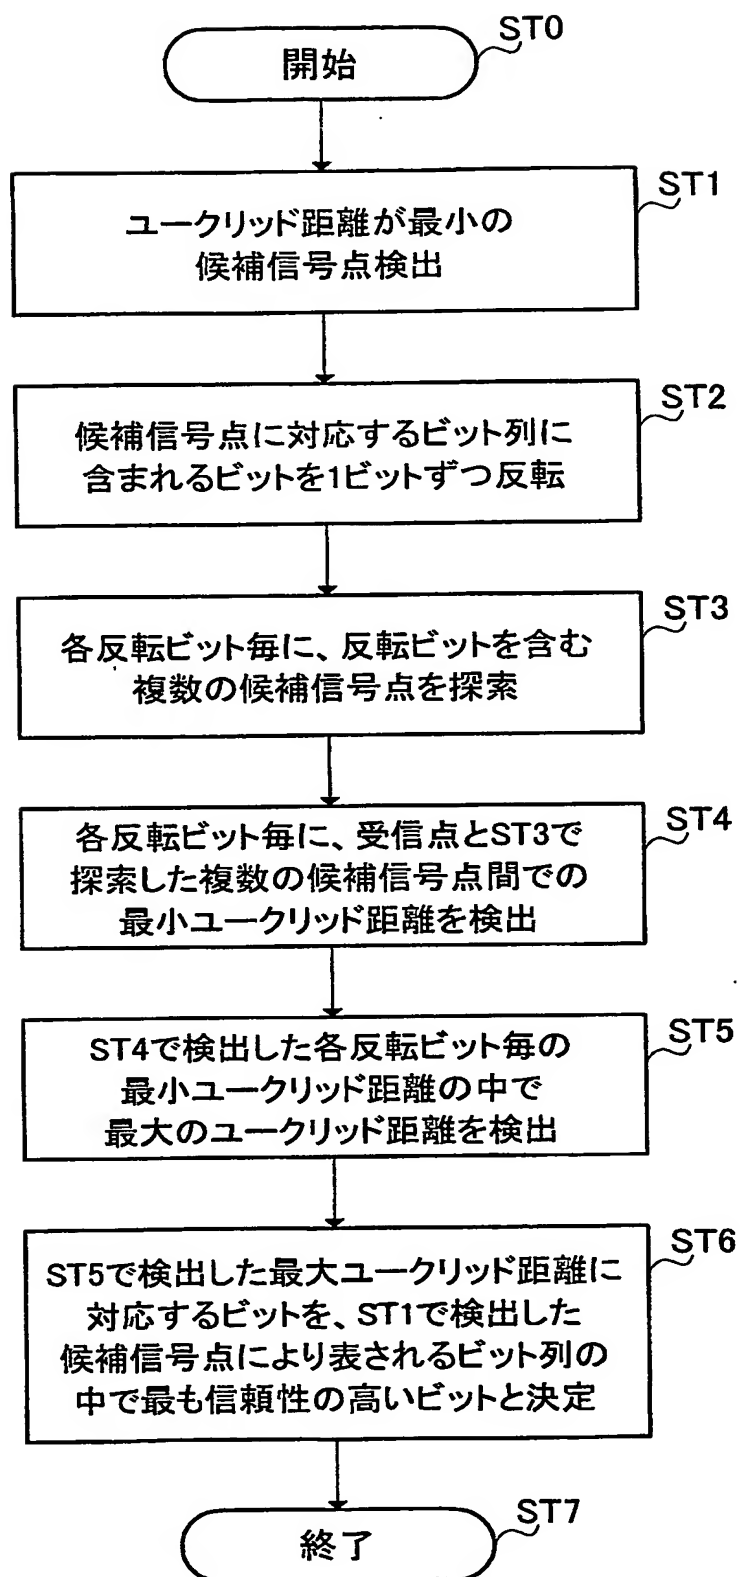 ST0
開始
ST1
ユークリッド距離が最小の
候補信号点検出
ST2
候補信号点に対応するビット列に
含まれるビットを1ビットずつ反転
ST3
各反転ビット毎に、反転ビットを含む
複数の候補信号点を探索
ST4
各反転ビット毎に、受信点とST3で
探索した複数の候補信号点間での
最小ユークリッド距離を検出
ST5
ST4で検出した各反転ビット毎の
最小ユークリッド距離の中で
最大のユークリッド距離を検出
ST6
ST5で検出した最大ユークリッド距離に
対応するビットを、ST1で検出した
候補信号点により表されるビット列の
中で最も信頼性の高いビットと決定
ST7
終了